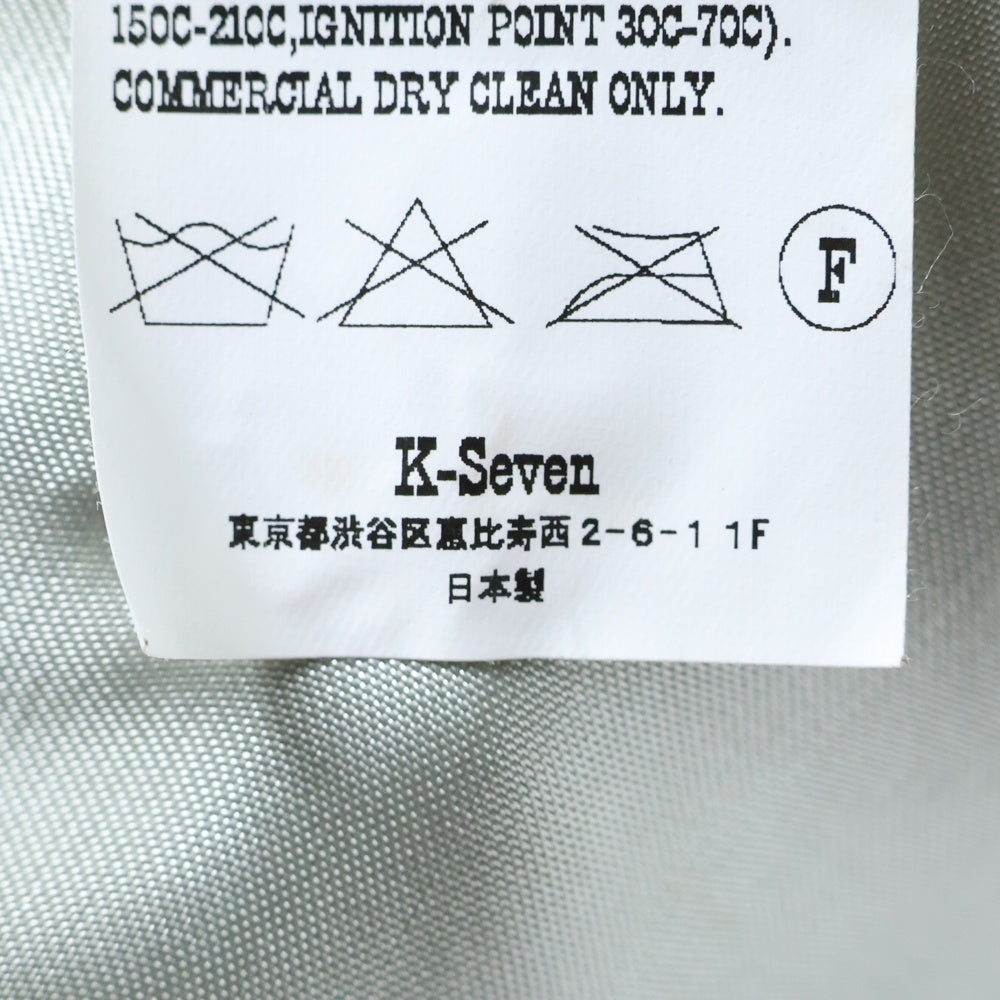 150C-210C,IGNITION POINT 30C-70C).
COMMERCIAL DRY CLEAN ONLY.
F
K-Seven
東京都渋谷区恵比寿西2-6-1 1F
日本製